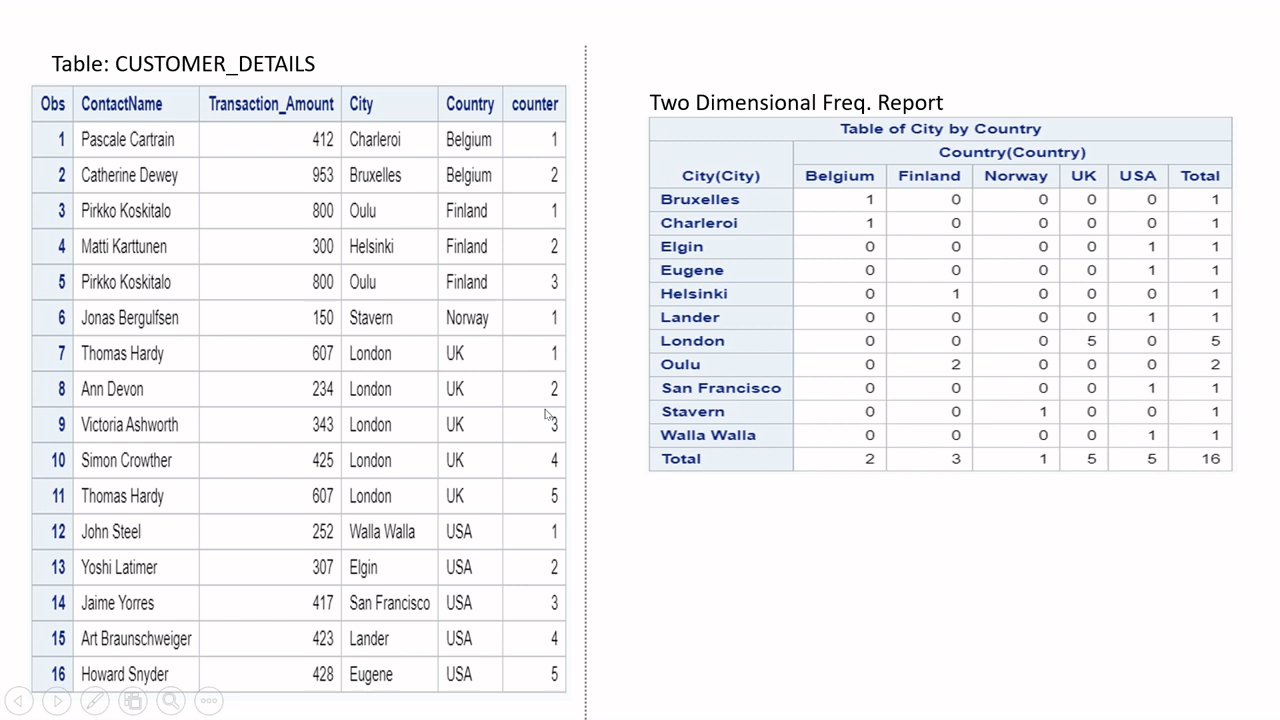 Table: CUSTOMER_DETAILS
Obs ContactName Transaction_Amount City Country counter
1 Pascale Cartrain 412 Charleroi Belgium 1
2 Catherine Dewey 953 Bruxelles Belgium 2
3 Pirkko Koskitalo 800 Oulu Finland 1
4 Matti Karttunen 300 Helsinki Finland 2
5 Pirkko Koskitalo 800 Oulu Finland 3
6 Jonas Bergulfsen 150 Stavern Norway 1
7 Thomas Hardy 607 London UK 1
8 Ann Devon 234 London UK 2
9 Victoria Ashworth 343 London UK 3
10 Simon Crowther 425 London UK 4
11 Thomas Hardy 607 London UK 5
12 John Steel 252 Walla Walla USA 1
13 Yoshi Latimer 307 Elgin USA 2
14 Jaime Yorres 417 San Francisco USA 3
15 Art Braunschweiger 423 Lander USA 4
16 Howard Snyder 428 Eugene USA 5
Two Dimensional Freq. Report
Table of City by Country
Country(Country)
City(City) Belgium Finland Norway UK USA Total
Bruxelles 1 0 0 0 0 1
Charleroi 1 0 0 0 0 1
Elgin 0 0 0 0 1 1
Eugene 0 0 0 0 1 1
Helsinki 0 1 0 0 0 1
Lander 0 0 0 0 1 1
London 0 0 0 5 0 5
Oulu 0 2 0 0 0 2
San Francisco 0 0 0 0 1 1
Stavern 0 0 1 0 0 1
Walla Walla 0 0 0 0 1 1
Total 2 3 1 5 5 16